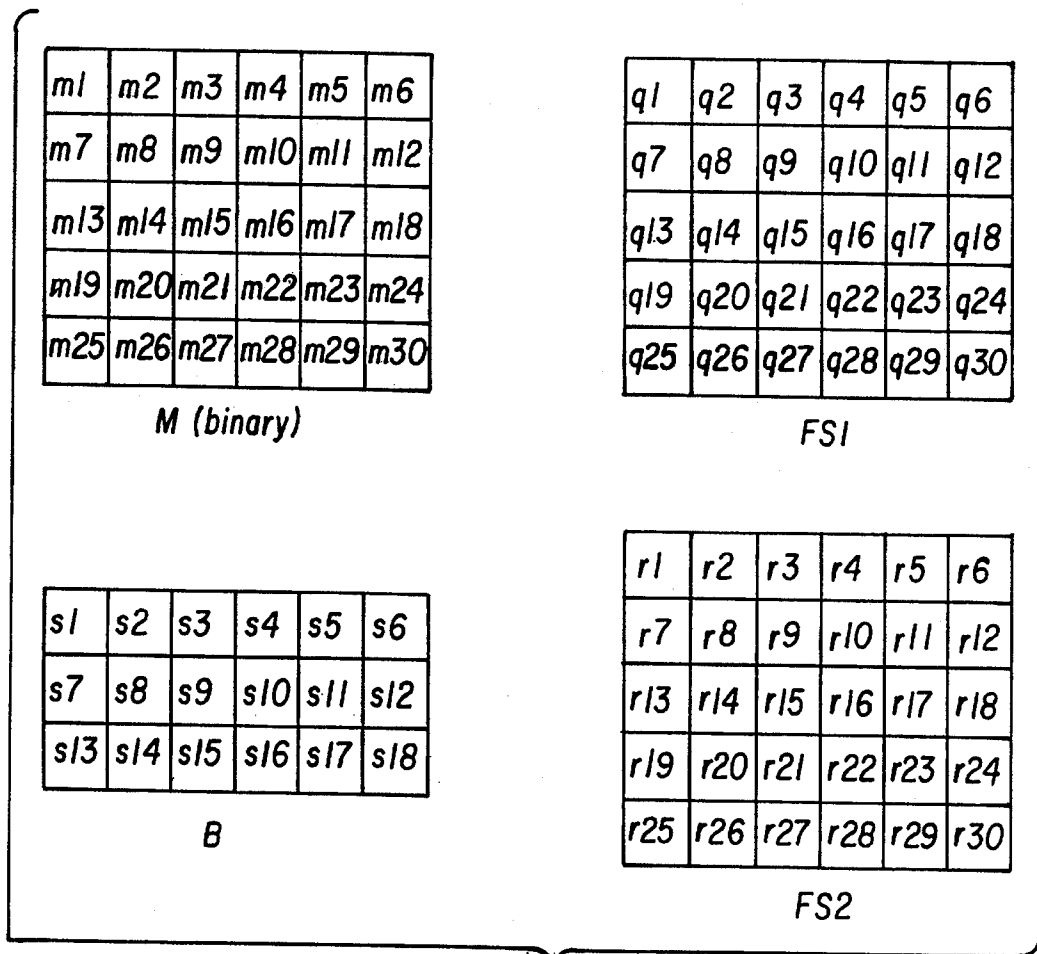 m1 m2 m3 m4 m5 m6
m7 m8 m9 m10 m11 m12
m13 m14 m15 m16 m17 m18
m19 m20 m21 m22 m23 m24
m25 m26 m27 m28 m29 m30
M (binary)
q1 q2 q3 q4 q5 q6
q7 q8 q9 q10 q11 q12
q13 q14 q15 q16 q17 q18
q19 q20 q21 q22 q23 q24
q25 q26 q27 q28 q29 q30
FS1
s1 s2 s3 s4 s5 s6
s7 s8 s9 s10 s11 s12
s13 s14 s15 s16 s17 s18
B
r1 r2 r3 r4 r5 r6
r7 r8 r9 r10 r11 r12
r13 r14 r15 r16 r17 r18
r19 r20 r21 r22 r23 r24
r25 r26 r27 r28 r29 r30
FS2